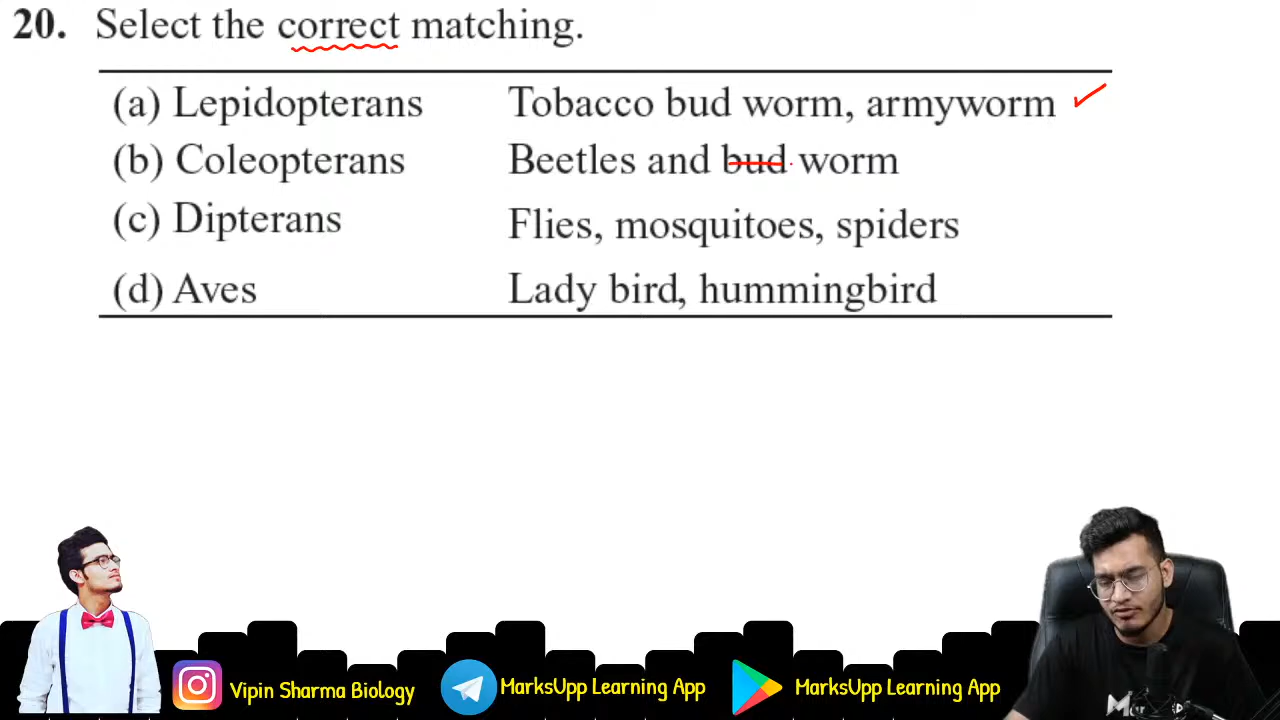 20. Select the correct matching.
(a) Lepidopterans Tobacco bud worm, armyworm
(b) Coleopterans Beetles and bud worm
(c) Dipterans Flies, mosquitoes, spiders
(d) Aves Lady bird, hummingbird
Vipin Sharma Biology MarksUpp Learning App MarksUpp Learning App